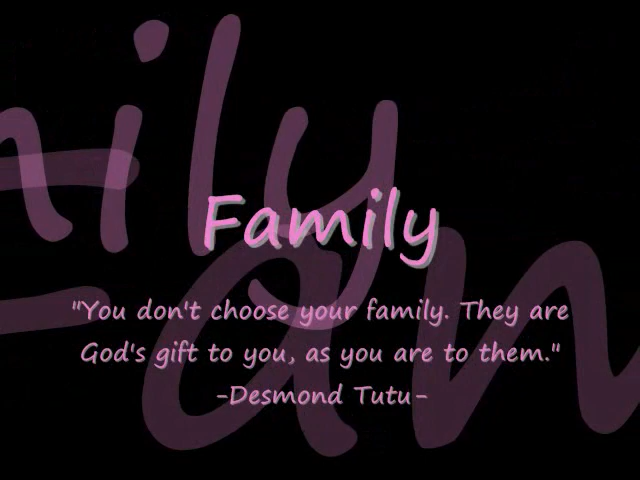 Family
"You don't choose your family. They are
God's gift to you, as you are to them."
-Desmond Tutu-